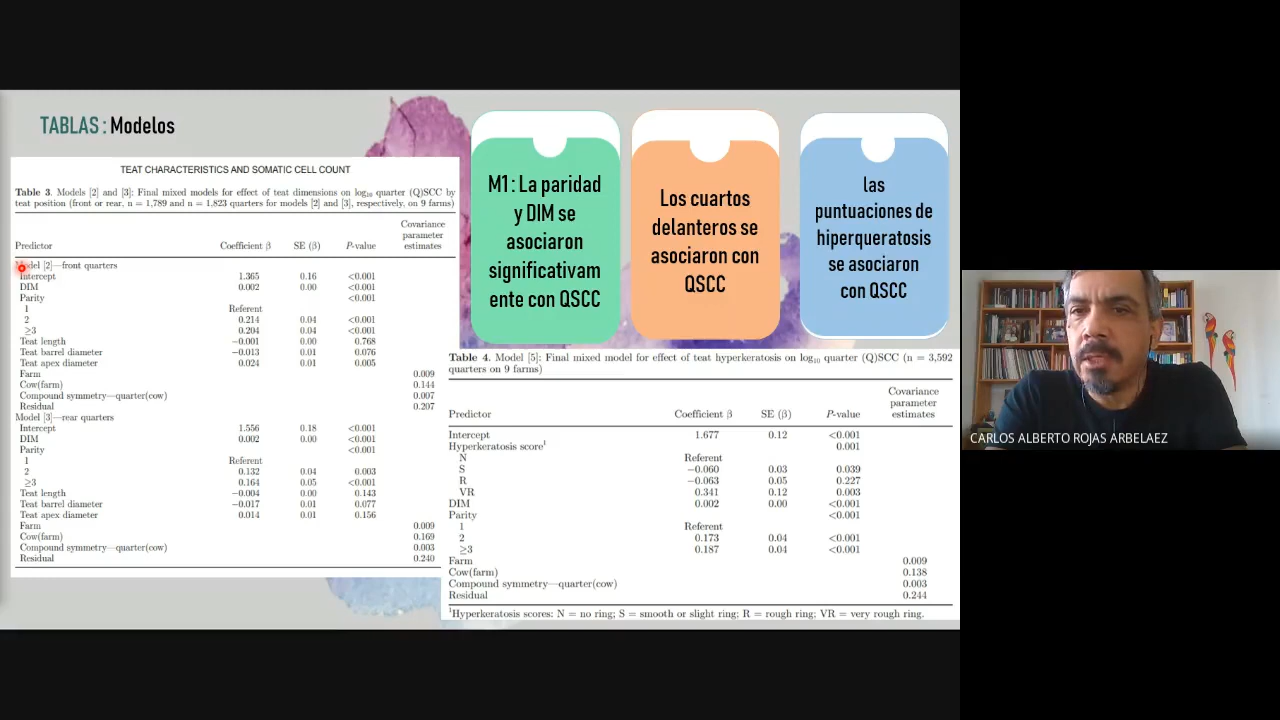 TABLAS : Modelos
TEAT CHARACTERISTICS AND SOMATIC CELL COUNT
Table 3. Models [2] and [3]: Final mixed models for effect of teat dimensions on log10 quarter (Q)SCC by
teat position (front or rear, n = 1,789 and n = 1,823 quarters for models [2] and [3], respectively, on 9 farms)
Predictor Coefficient β SE (β) P-value Covariance parameter estimates
Model [2]—front quarters
Intercept 1.365 0.16 <0.001
DIM 0.002 0.00 <0.001
Parity <0.001
1 Referent
2 0.214 0.04 <0.001
≥3 0.204 0.04 <0.001
Teat length −0.001 0.00 0.768
Teat barrel diameter −0.013 0.01 0.076
Teat apex diameter 0.024 0.01 0.005
Farm 0.009
Cow(farm) 0.144
Compound symmetry—quarter(cow) 0.007
Residual 0.207
Model [3]—rear quarters
Intercept 1.556 0.18 <0.001
DIM 0.002 0.00 <0.001
Parity <0.001
1 Referent
2 0.132 0.04 0.003
≥3 0.164 0.05 <0.001
Teat length −0.004 0.00 0.143
Teat barrel diameter −0.017 0.01 0.077
Teat apex diameter 0.014 0.01 0.156
Farm 0.009
Cow(farm) 0.169
Compound symmetry—quarter(cow) 0.003
Residual 0.240
M1: La paridad
y DIM se
asociaron
significativam
ente con QSCC
Los cuartos
delanteros se
asociaron con
QSCC
las
puntuaciones de
hiperqueratosis
se asociaron
con QSCC
Table 4. Model [5]: Final mixed model for effect of teat hyperkeratosis on log10 quarter (Q)SCC (n = 3,592
quarters on 9 farms)
Predictor Coefficient β SE (β) P-value Covariance parameter estimates
Intercept 1.677 0.12 <0.001
Hyperkeratosis score1 0.001
N Referent
S −0.060 0.03 0.039
R −0.063 0.05 0.227
VR 0.341 0.12 0.003
DIM 0.002 0.00 <0.001
Parity <0.001
1 Referent
2 0.173 0.04 <0.001
≥3 0.187 0.04 <0.001
Farm 0.009
Cow(farm) 0.138
Compound symmetry—quarter(cow) 0.003
Residual 0.244
1Hyperkeratosis scores: N = no ring; S = smooth or slight ring; R = rough ring; VR = very rough ring.
CARLOS ALBERTO ROJAS ARBELAEZ